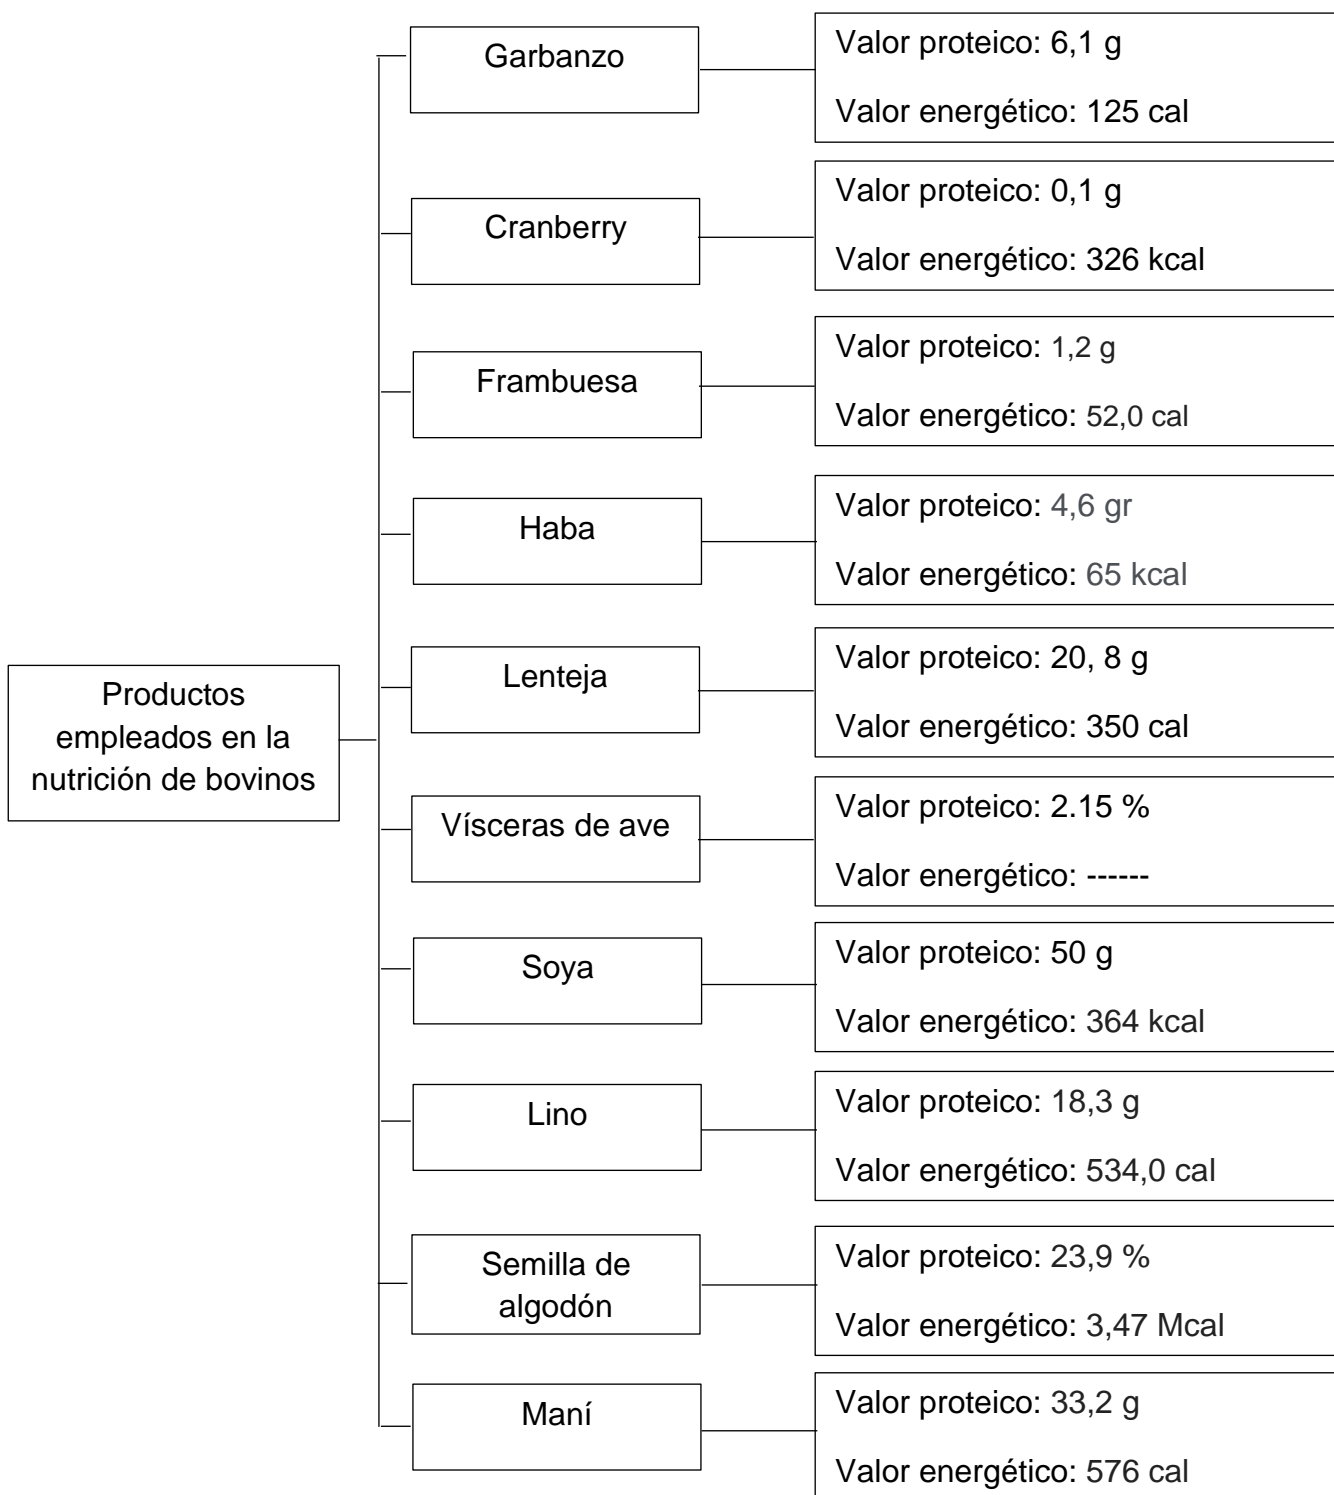 Productos
empleados en la
nutrición de bovinos
Garbanzo
Valor proteico: 6,1 g
Valor energético: 125 cal
Cranberry
Valor proteico: 0,1 g
Valor energético: 326 kcal
Frambuesa
Valor proteico: 1,2 g
Valor energético: 52,0 cal
Haba
Valor proteico: 4,6 gr
Valor energético: 65 kcal
Lenteja
Valor proteico: 20, 8 g
Valor energético: 350 cal
Vísceras de ave
Valor proteico: 2.15 %
Valor energético: ------
Soya
Valor proteico: 50 g
Valor energético: 364 kcal
Lino
Valor proteico: 18,3 g
Valor energético: 534,0 cal
Semilla de
algodón
Valor proteico: 23,9 %
Valor energético: 3,47 Mcal
Maní
Valor proteico: 33,2 g
Valor energético: 576 cal